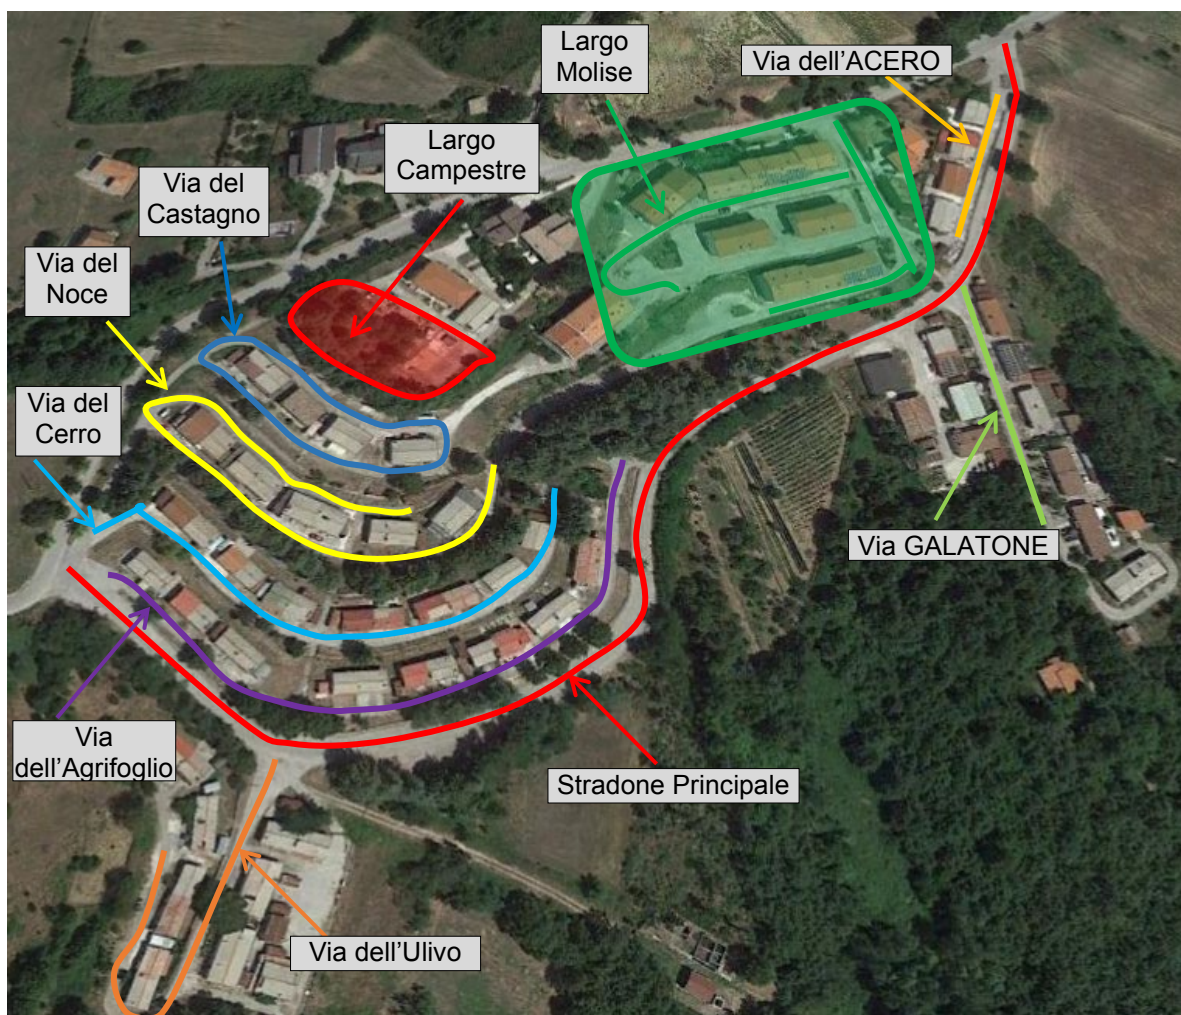 Largo
Molise
Via dell'ACERO
Largo
Campestre
Via del
Castagno
Via del
Noce
Via del
Cerro
Via GALATONE
Via
dell'Agrifoglio
Stradone Principale
Via dell'Ulivo